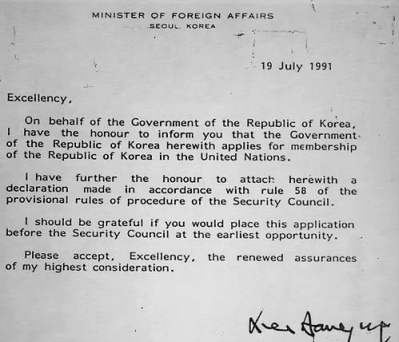 MINISTER OF FOREIGN AFFAIRS
SEOUL, KOREA
19 July 1991
Excellency,
On behalf of the Government of the Republic of Korea,
I have the honour to inform you that the Government
of the Republic of Korea herewith applies for membership
of the Republic of Korea in the United Nations.
I have further the honour to attach herewith a
declaration made in accordance with rule 58 of the
provisional rules of procedure of the Security Council.
I should be grateful if you would place this application
before the Security Council at the earliest opportunity.
Please accept, Excellency, the renewed assurances
of my highest consideration.